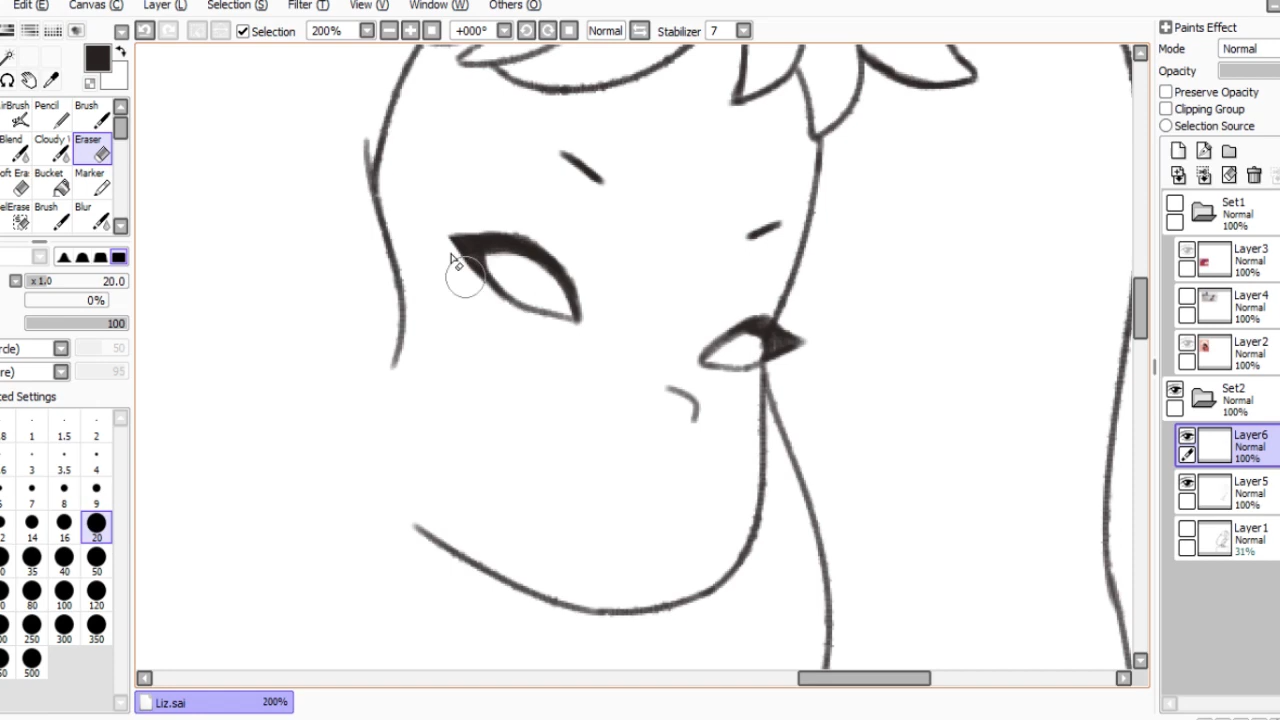 Edit (E) Canvas (C) Layer (L) Selection (S) Filter (T) View (V) Window (W) Others (O)
Selection 200% +000° Normal Stabilizer 7
Paints Effect
Mode Normal
Opacity
Preserve Opacity
Clipping Group
Selection Source
AirBrush Pencil Brush
Blend Cloudy Eraser
Bucket Marker
Brush Blur
x1.0 20.0
0%
100
50
95
1 1.5 2
3 3.5 4
7 8 9
14 16 20
35 40 50
80 100 120
250 300 350
500
Set1
Normal
100%
Layer3
Normal
100%
Layer4
Normal
100%
Layer2
Normal
100%
Set2
Normal
100%
Layer6
Normal
100%
Layer5
Normal
100%
Layer1
Normal
31%
Liz.sai 200%